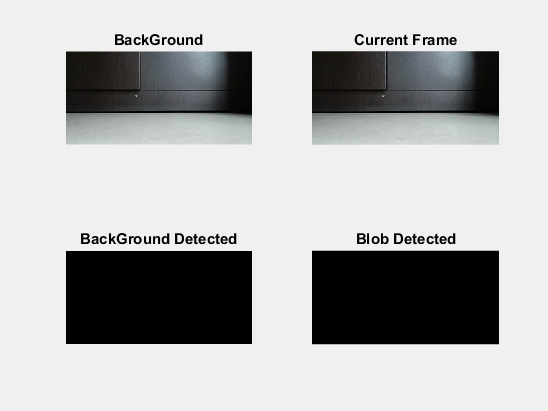 BackGround
Current Frame
BackGround Detected
Blob Detected